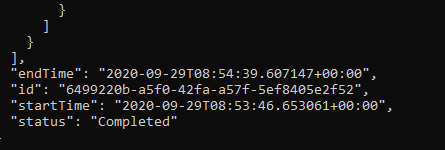 }
]
}
],
"endTime": "2020-09-29T08:54:39.607147+00:00",
"id": "6499220b-a5f0-42fa-a57f-5ef8405e2f52",
"startTime": "2020-09-29T08:53:46.653061+00:00",
"status": "Completed"